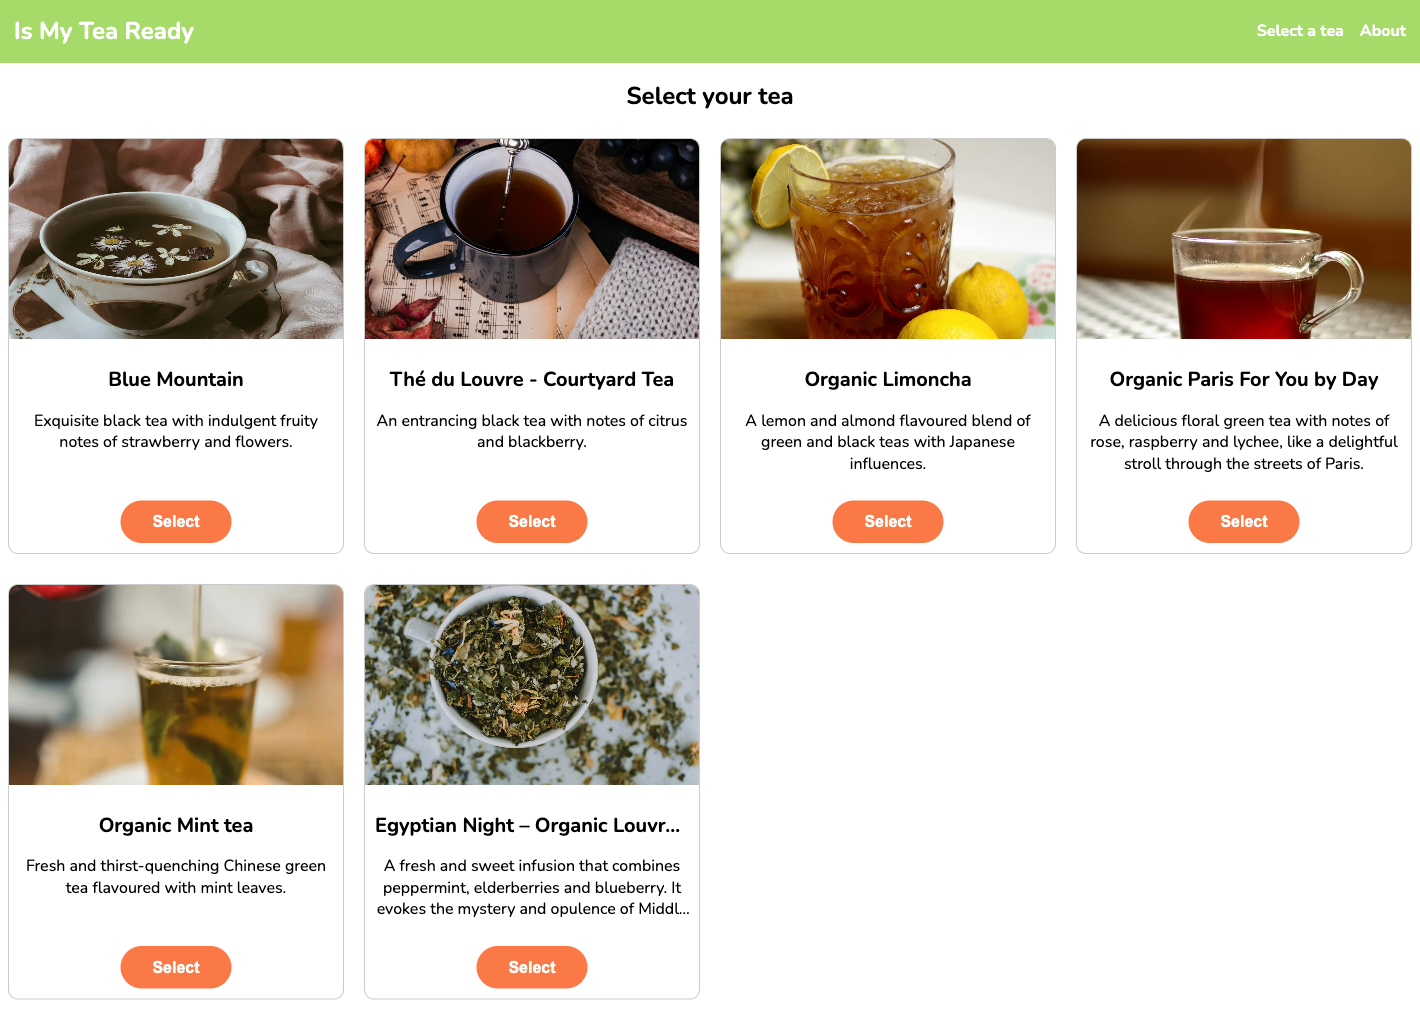 Is My Tea Ready
Select a tea
About
Select your tea
Blue Mountain
Exquisite black tea with indulgent fruity
notes of strawberry and flowers.
Select
Thé du Louvre - Courtyard Tea
An entrancing black tea with notes of citrus
and blackberry.
Select
Organic Limoncha
A lemon and almond flavoured blend of
green and black teas with Japanese
influences.
Select
Organic Paris For You by Day
A delicious floral green tea with notes of
rose, raspberry and lychee, like a delightful
stroll through the streets of Paris.
Select
Organic Mint tea
Fresh and thirst-quenching Chinese green
tea flavoured with mint leaves.
Select
Egyptian Night – Organic Louvr...
A fresh and sweet infusion that combines
peppermint, elderberries and blueberry. It
evokes the mystery and opulence of Middl...
Select